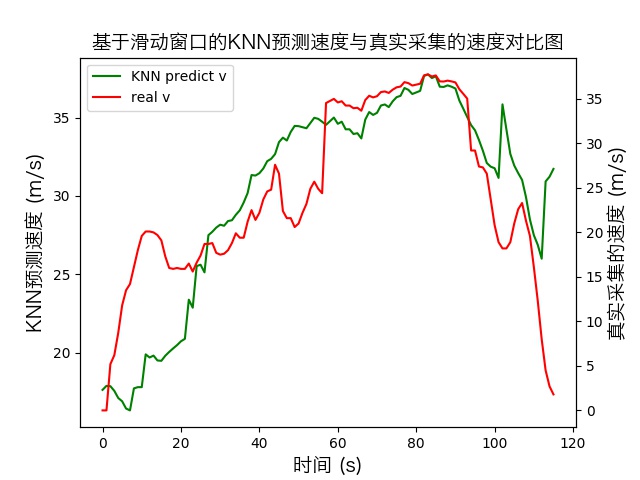 基于滑动窗口的KNN预测速度与真实采集的速度对比图
KNN predict v
real v
KNN预测速度 (m/s)
35
30
25
20
真实采集的速度 (m/s)
35
30
25
20
15
10
5
0
0 20 40 60 80 100 120
时间 (s)